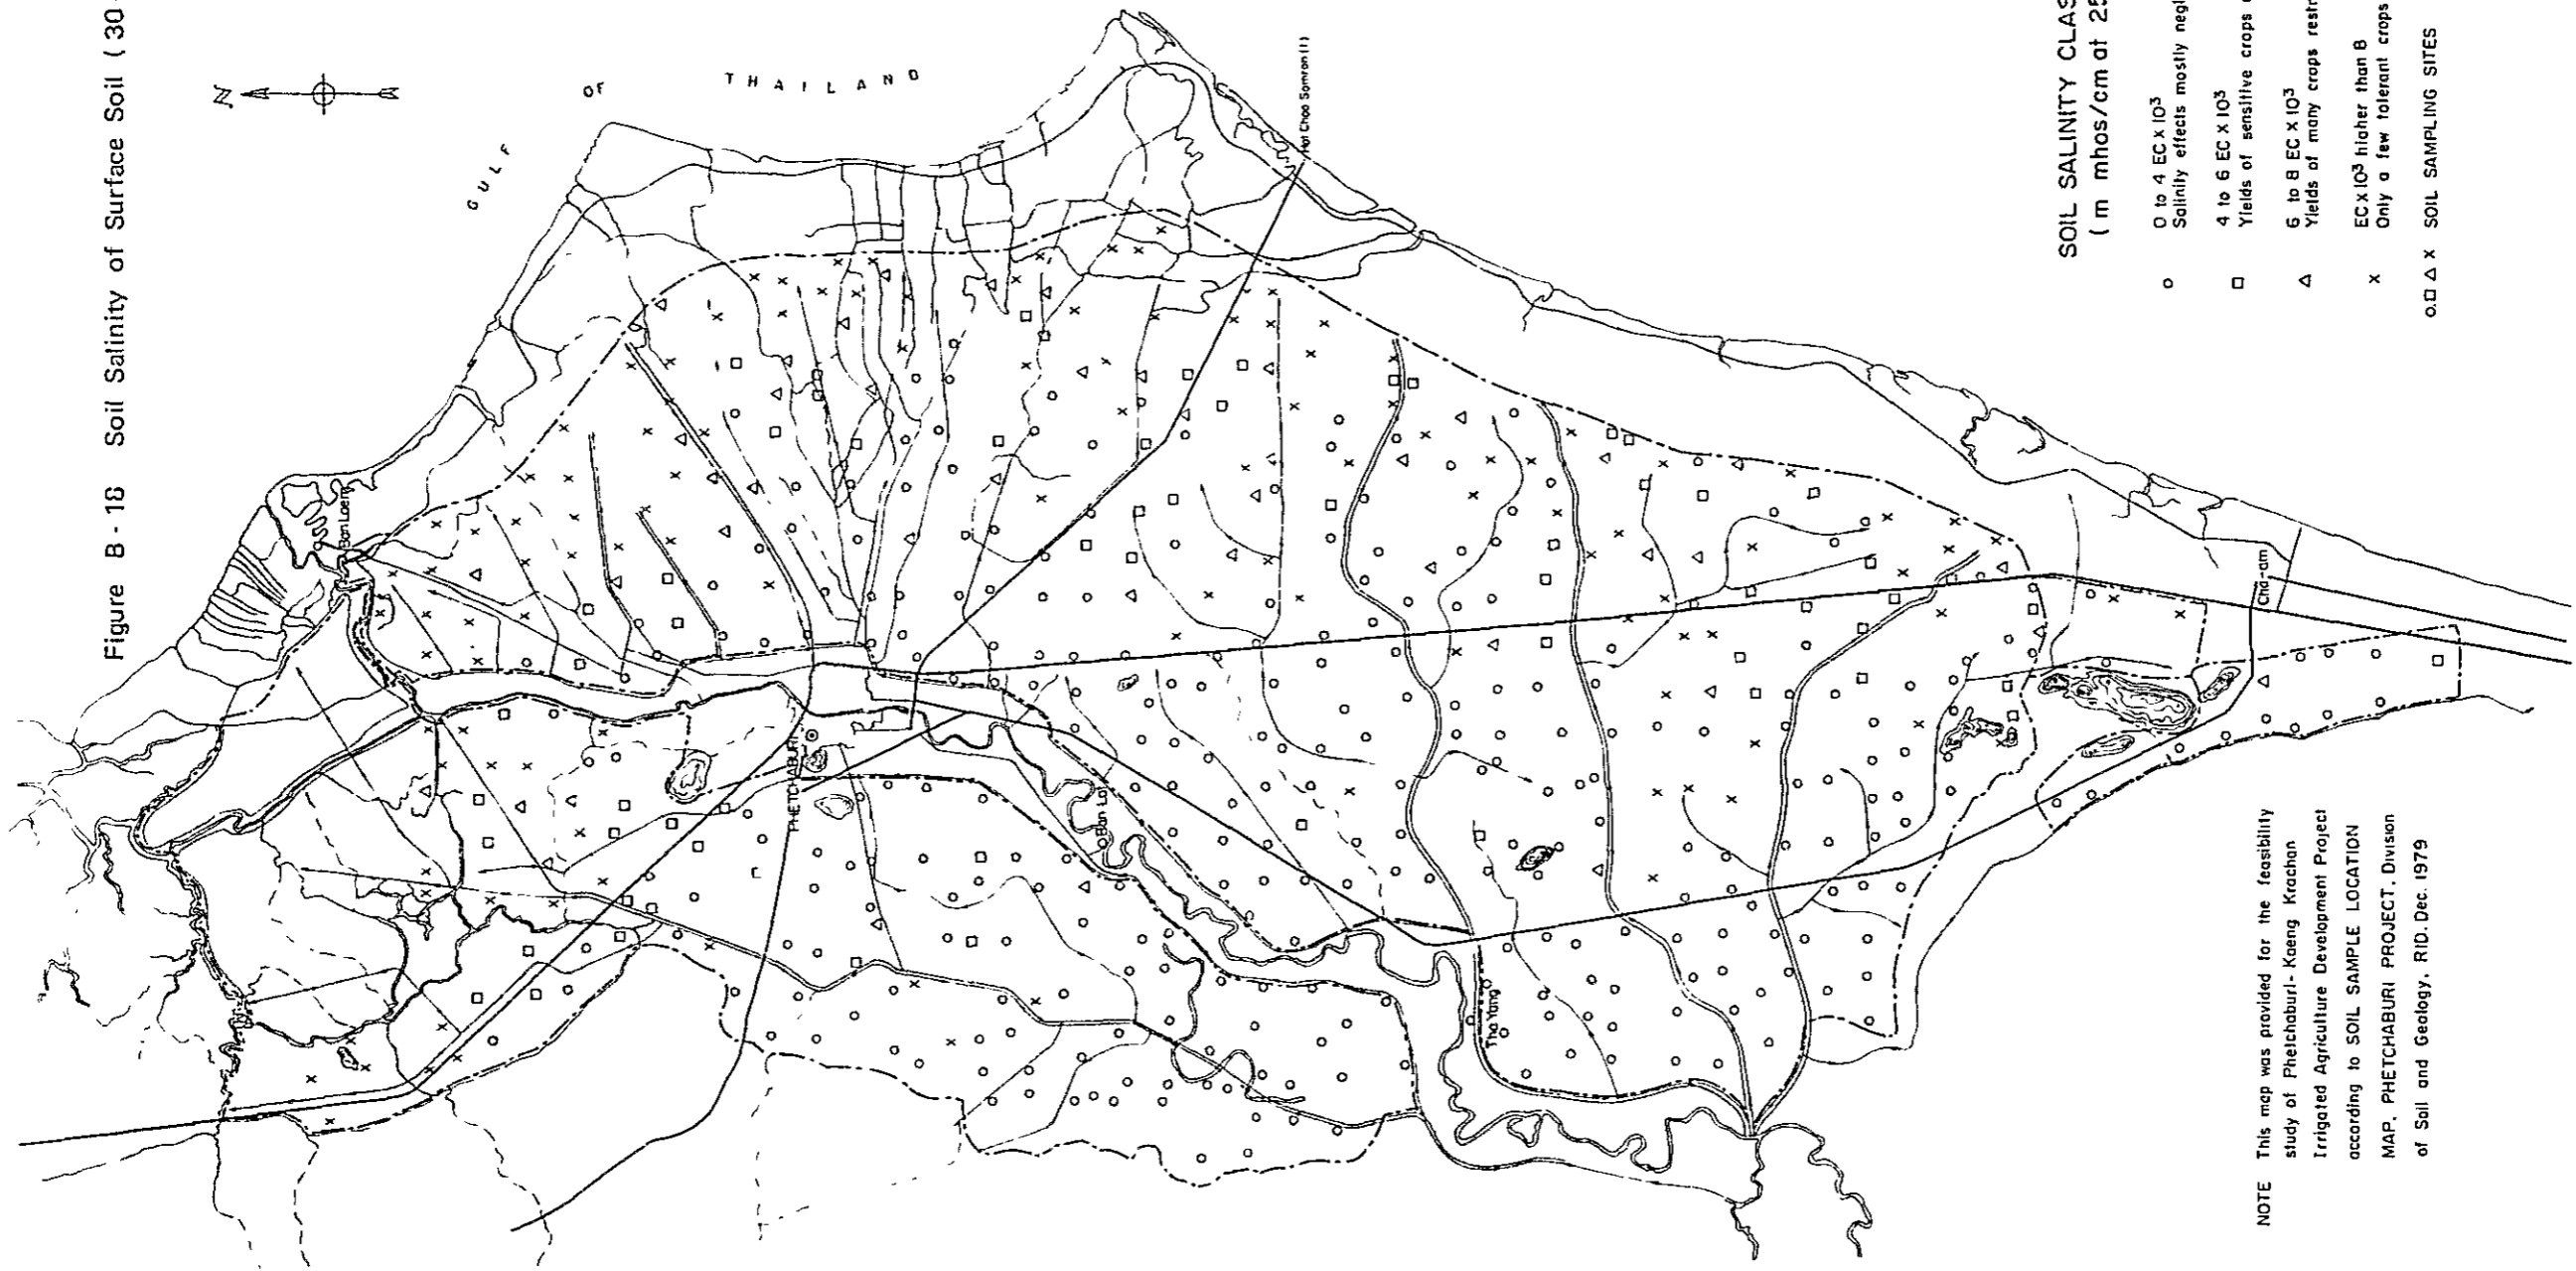 Figure B - 18 Soil Salinity of Surface Soil ( 30
N
GULF
OF
THAILAND
Ban Laem
Hat Chao Samran (1)
PHETCHABURI
Ban Lat
Tha Yang
Cha-am
SOIL SALINITY CLAS
( m mhos/cm at 25
O 0 to 4 EC X 10³
Salinity effects mostly negl
□ 4 to 6 EC X 10³
Yields of sensitive crops
△ 6 to 8 EC X 10³
Yields of many crops restr
X EC X 10³ higher than 8
Only a few tolerant crops
O.□ △ X SOIL SAMPLING SITES
NOTE This map was provided for the feasibility
study of Phetchaburi - Kaeng Krachan
Irrigated Agriculture Development Project
according to SOIL SAMPLE LOCATION
MAP, PHETCHABURI PROJECT. Division
of Soil and Geology, RID. Dec. 1979